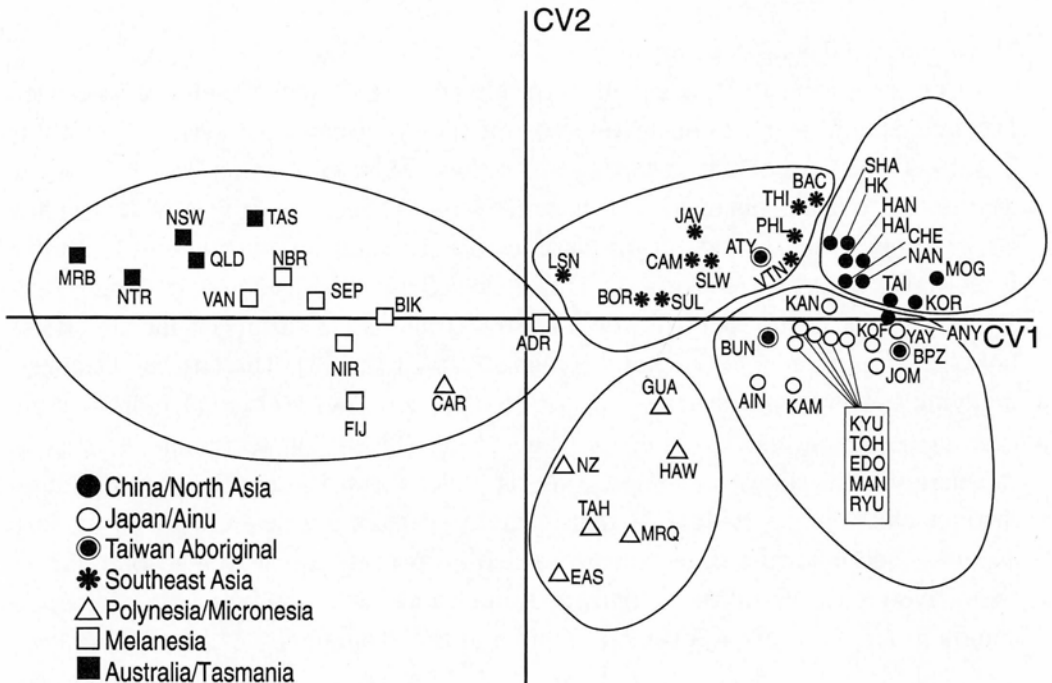 CV2
SHA
HK
HAN
HAI
CHE
NAN
MOG
TAI
KOR
ANY
CV1
BAC
THI
PHL
JAV
ATY
VTN
CAM
SLW
LSN
BOR
SUL
TAS
NSW
QLD
NBR
MRB
NTR
VAN
SEP
BIK
ADR
NIR
CAR
FIJ
KAN
KOF
YAY
BUN
BPZ
JOM
AIN
KAM
KYU
TOH
EDO
MAN
RYU
GUA
HAW
NZ
TAH
MRQ
EAS
China/North Asia
Japan/Ainu
Taiwan Aboriginal
Southeast Asia
Polynesia/Micronesia
Melanesia
Australia/Tasmania